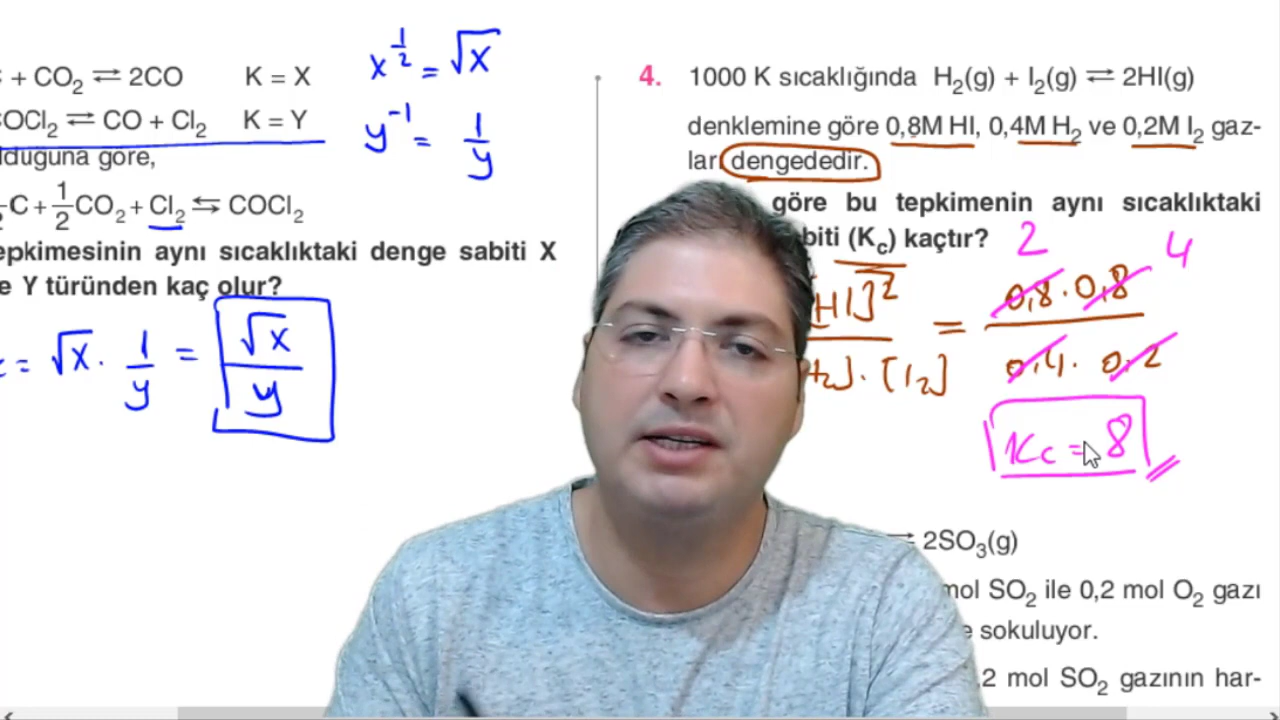 + CO₂ ⇌ 2CO K = X
OCl₂ ⇌ CO + Cl₂ K = Y
duğuna göre,
C + 1/2 CO₂ + Cl₂ ⇆ COCl₂
epkimesinin aynı sıcaklıktaki denge sabiti X
e Y türünden kaç olur?
x^1/2 = √x
y^-1 = 1/y
= √x · 1/y = √x/y
4. 1000 K sıcaklığında H₂(g) + I₂(g) ⇌ 2HI(g)
denklemine göre 0,8M HI, 0,4M H₂ ve 0,2M I₂ gaz-
ları dengededir.
göre bu tepkimenin aynı sıcaklıktaki
biti (Kc) kaçtır?
2 4
[HI]² = 0,8 · 0,8
H₂] · [I₂] 0,4 · 0,2
Kc = 8
⇌ 2SO₃(g)
mol SO₂ ile 0,2 mol O₂ gazı
e sokuluyor.
,2 mol SO₂ gazının har-